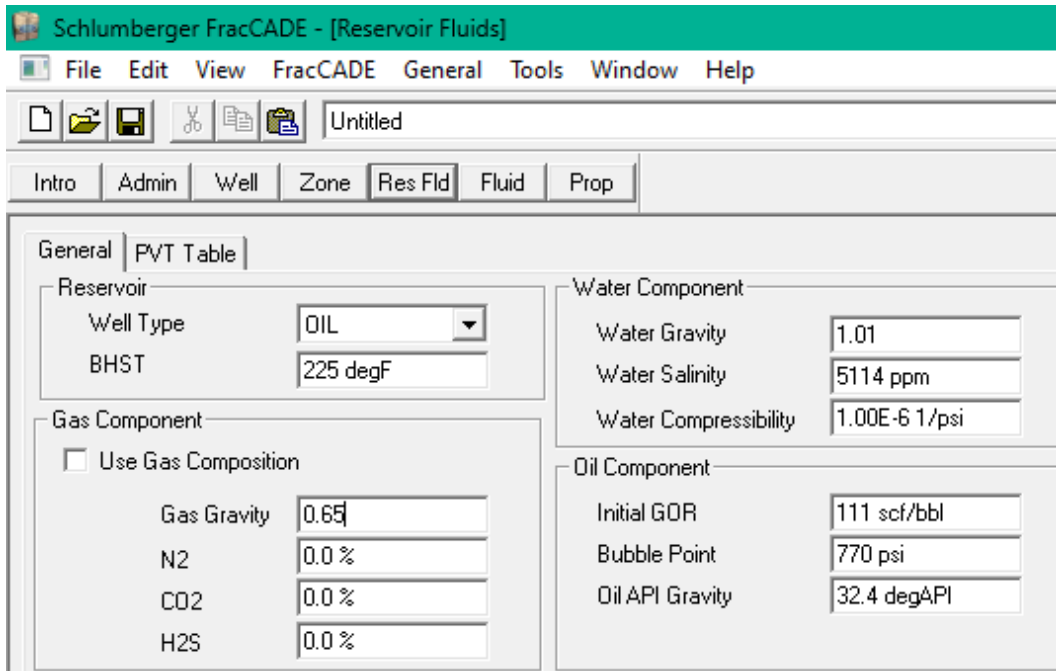 Schlumberger FracCADE - [Reservoir Fluids]
File Edit View FracCADE General Tools Window Help
Untitled
Intro Admin Well Zone Res Fld Fluid Prop
General PVT Table
Reservoir
Well Type OIL
BHST 225 degF
Gas Component
Use Gas Composition
Gas Gravity 0.65
N2 0.0 %
CO2 0.0 %
H2S 0.0 %
Water Component
Water Gravity 1.01
Water Salinity 5114 ppm
Water Compressibility 1.00E-6 1/psi
Oil Component
Initial GOR 111 scf/bbl
Bubble Point 770 psi
Oil API Gravity 32.4 degAPI